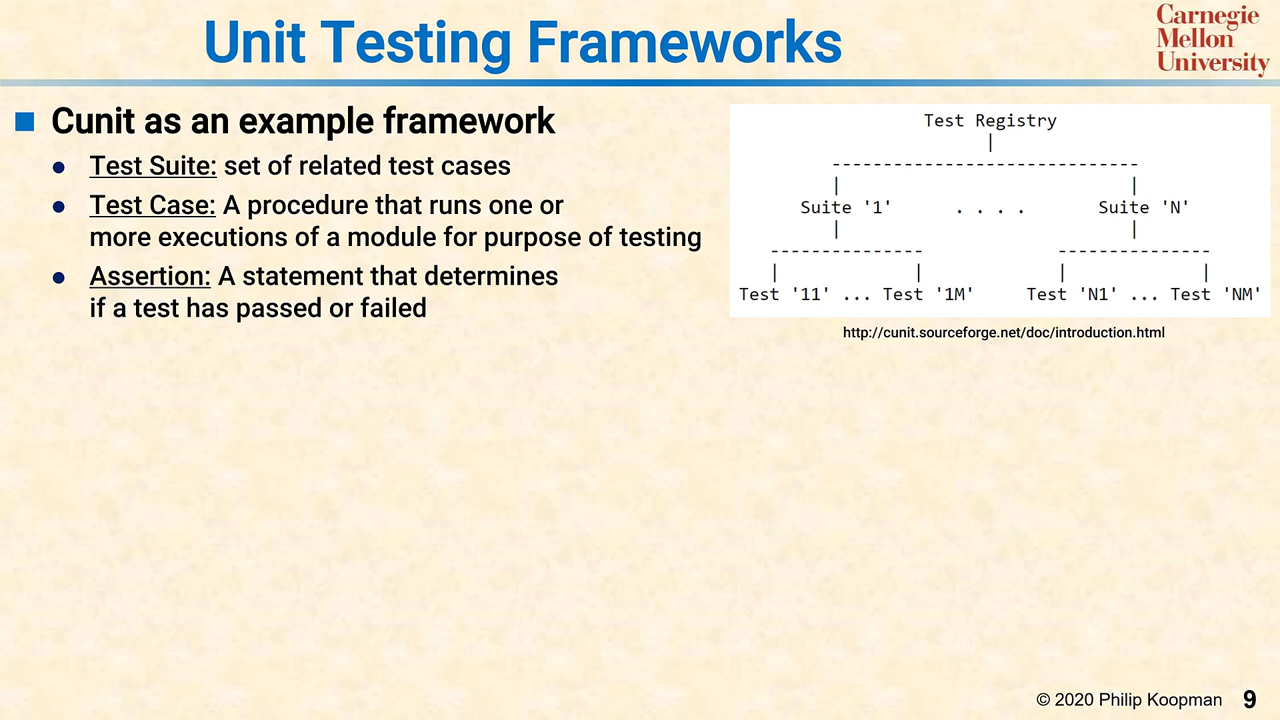 Unit Testing Frameworks
Carnegie
Mellon
University
Cunit as an example framework
Test Suite: set of related test cases
Test Case: A procedure that runs one or
more executions of a module for purpose of testing
Assertion: A statement that determines
if a test has passed or failed
Test Registry
|
------------------------------
| |
Suite '1' . . . . Suite 'N'
| |
--------------- ---------------
| | | |
Test '11' ... Test '1M' Test 'N1' ... Test 'NM'
http://cunit.sourceforge.net/doc/introduction.html
© 2020 Philip Koopman 9